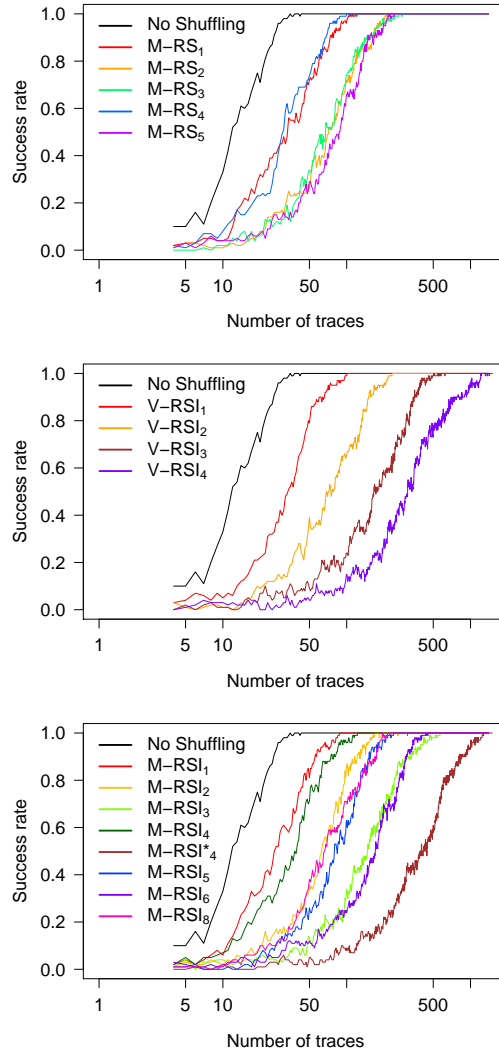 No Shuffling
M−RS₁
M−RS₂
M−RS₃
M−RS₄
M−RS₅
Success rate
1.0
0.8
0.6
0.4
0.2
0.0
1 5 10 50 500
Number of traces
No Shuffling
V−RSI₁
V−RSI₂
V−RSI₃
V−RSI₄
Success rate
1.0
0.8
0.6
0.4
0.2
0.0
1 5 10 50 500
Number of traces
No Shuffling
M−RSI₁
M−RSI₂
M−RSI₃
M−RSI₄
M−RSI*₄
M−RSI₅
M−RSI₆
M−RSI₈
Success rate
1.0
0.8
0.6
0.4
0.2
0.0
1 5 10 50 500
Number of traces